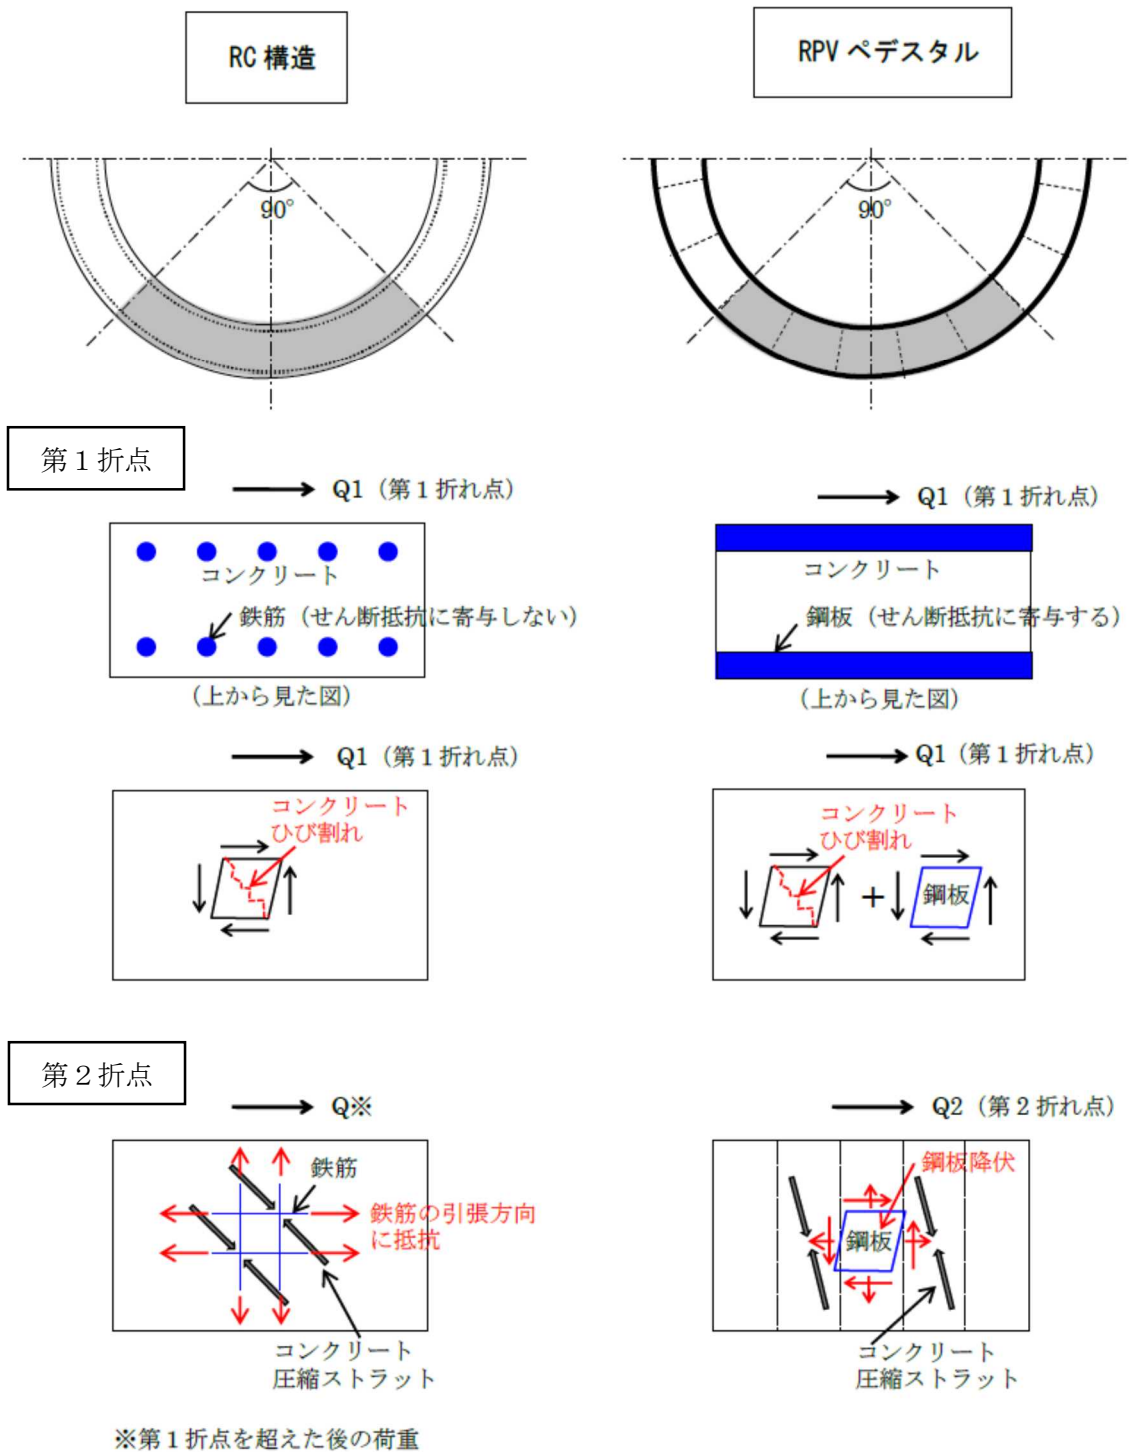 RC 構造
RPV ペデスタル
90°
90°
第1折点
Q1（第1折れ点）
コンクリート
鉄筋（せん断抵抗に寄与しない）
（上から見た図）
Q1（第1折れ点）
コンクリート
鋼板（せん断抵抗に寄与する）
（上から見た図）
Q1（第1折れ点）
コンクリート
ひび割れ
Q1（第1折れ点）
コンクリート
ひび割れ
+
鋼板
第2折点
Q※
鉄筋
鉄筋の引張方向
に抵抗
コンクリート
圧縮ストラット
Q2（第2折れ点）
鋼板降伏
鋼板
コンクリート
圧縮ストラット
※第1折点を超えた後の荷重